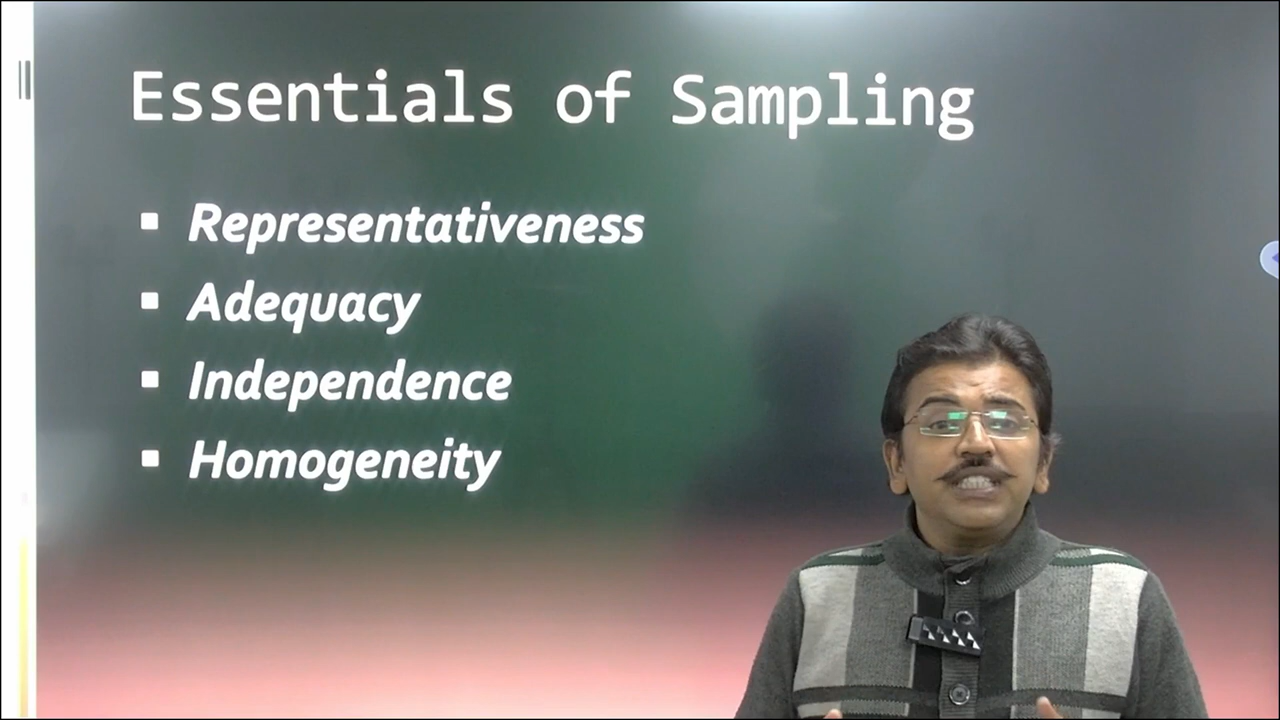 Essentials of Sampling
▪ Representativeness
▪ Adequacy
▪ Independence
▪ Homogeneity